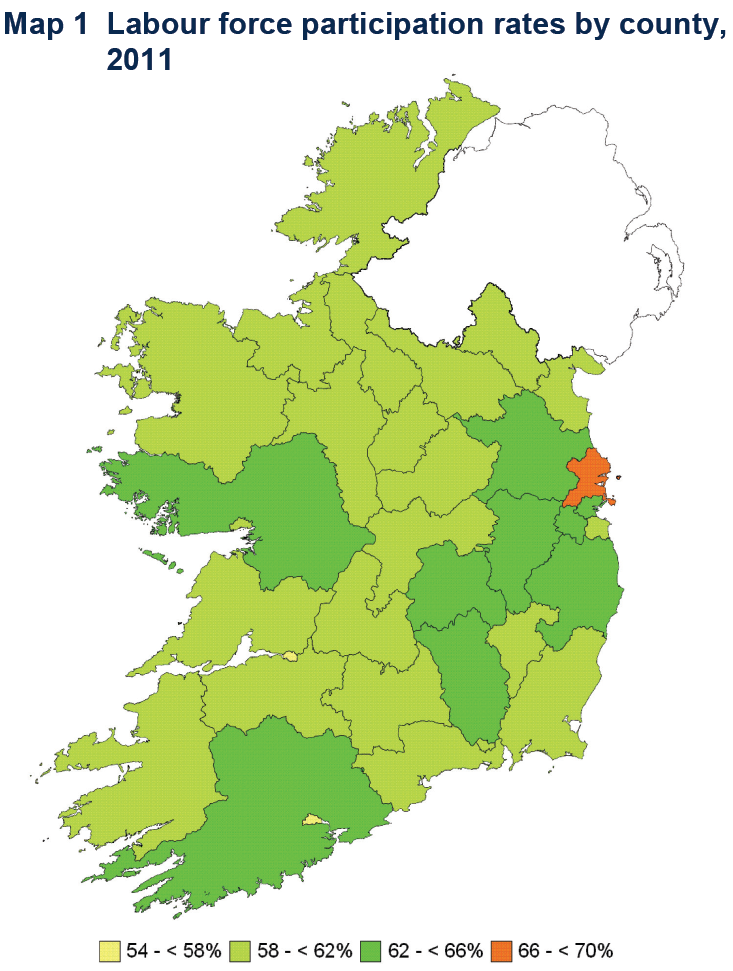 Map 1 Labour force participation rates by county,
2011
54 - < 58% 58 - < 62% 62 - < 66% 66 - < 70%